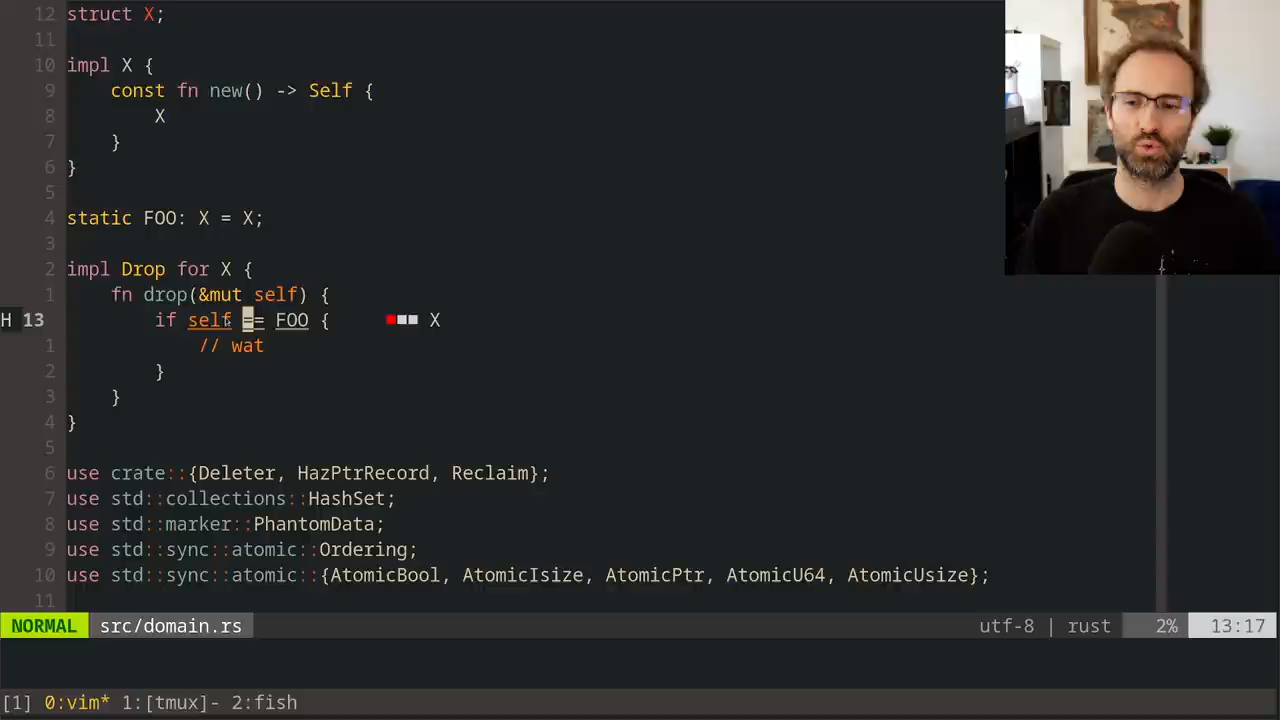 12 struct X;
11
10 impl X {
9 const fn new() -> Self {
8 X
7 }
6 }
5
4 static FOO: X = X;
3
2 impl Drop for X {
1 fn drop(&mut self) {
H 13 if self == FOO { X
1 // wat
2 }
3 }
4 }
5
6 use crate::{Deleter, HazPtrRecord, Reclaim};
7 use std::collections::HashSet;
8 use std::marker::PhantomData;
9 use std::sync::atomic::Ordering;
10 use std::sync::atomic::{AtomicBool, AtomicIsize, AtomicPtr, AtomicU64, AtomicUsize};
11
NORMAL src/domain.rs utf-8 | rust 2% 13:17
[1] 0:vim* 1:[tmux]- 2:fish